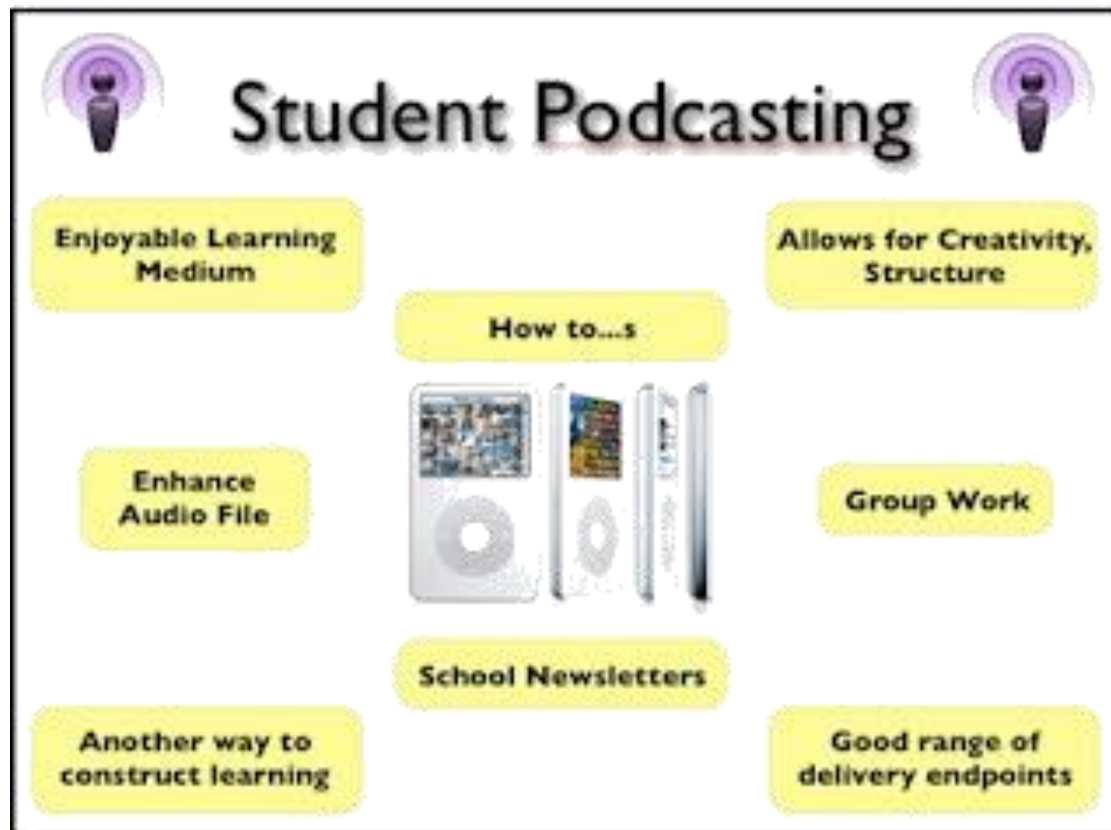 Student Podcasting
Enjoyable Learning
Medium
Allows for Creativity,
Structure
How to...s
Enhance
Audio File
Group Work
School Newsletters
Another way to
construct learning
Good range of
delivery endpoints